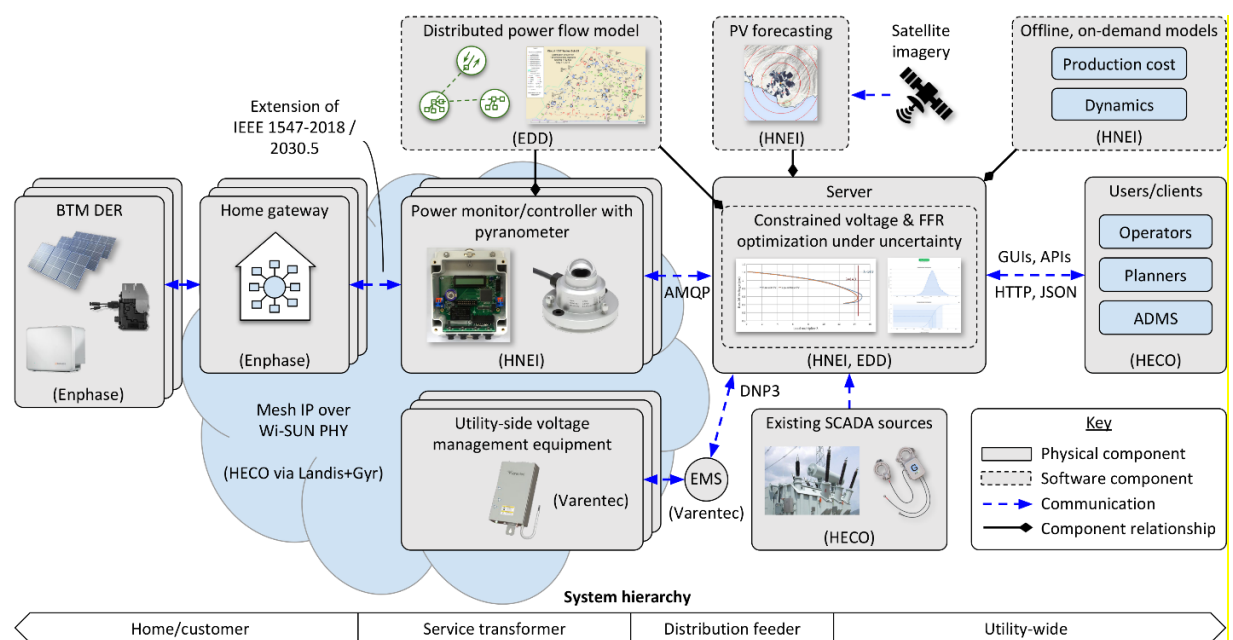 Distributed power flow model
(EDD)
PV forecasting
(HNEI)
Satellite
imagery
Offline, on-demand models
Production cost
Dynamics
(HNEI)
Extension of
IEEE 1547-2018 /
2030.5
BTM DER
(Enphase)
Home gateway
(Enphase)
Power monitor/controller with
pyranometer
(HNEI)
AMQP
Server
Constrained voltage & FFR
optimization under uncertainty
(HNEI, EDD)
GUIs, APIs
HTTP, JSON
Users/clients
Operators
Planners
ADMS
(HECO)
Mesh IP over
Wi-SUN PHY
(HECO via Landis+Gyr)
Utility-side voltage
management equipment
(Varentec)
DNP3
EMS
(Varentec)
Existing SCADA sources
(HECO)
Key
Physical component
Software component
Communication
Component relationship
System hierarchy
Home/customer
Service transformer
Distribution feeder
Utility-wide